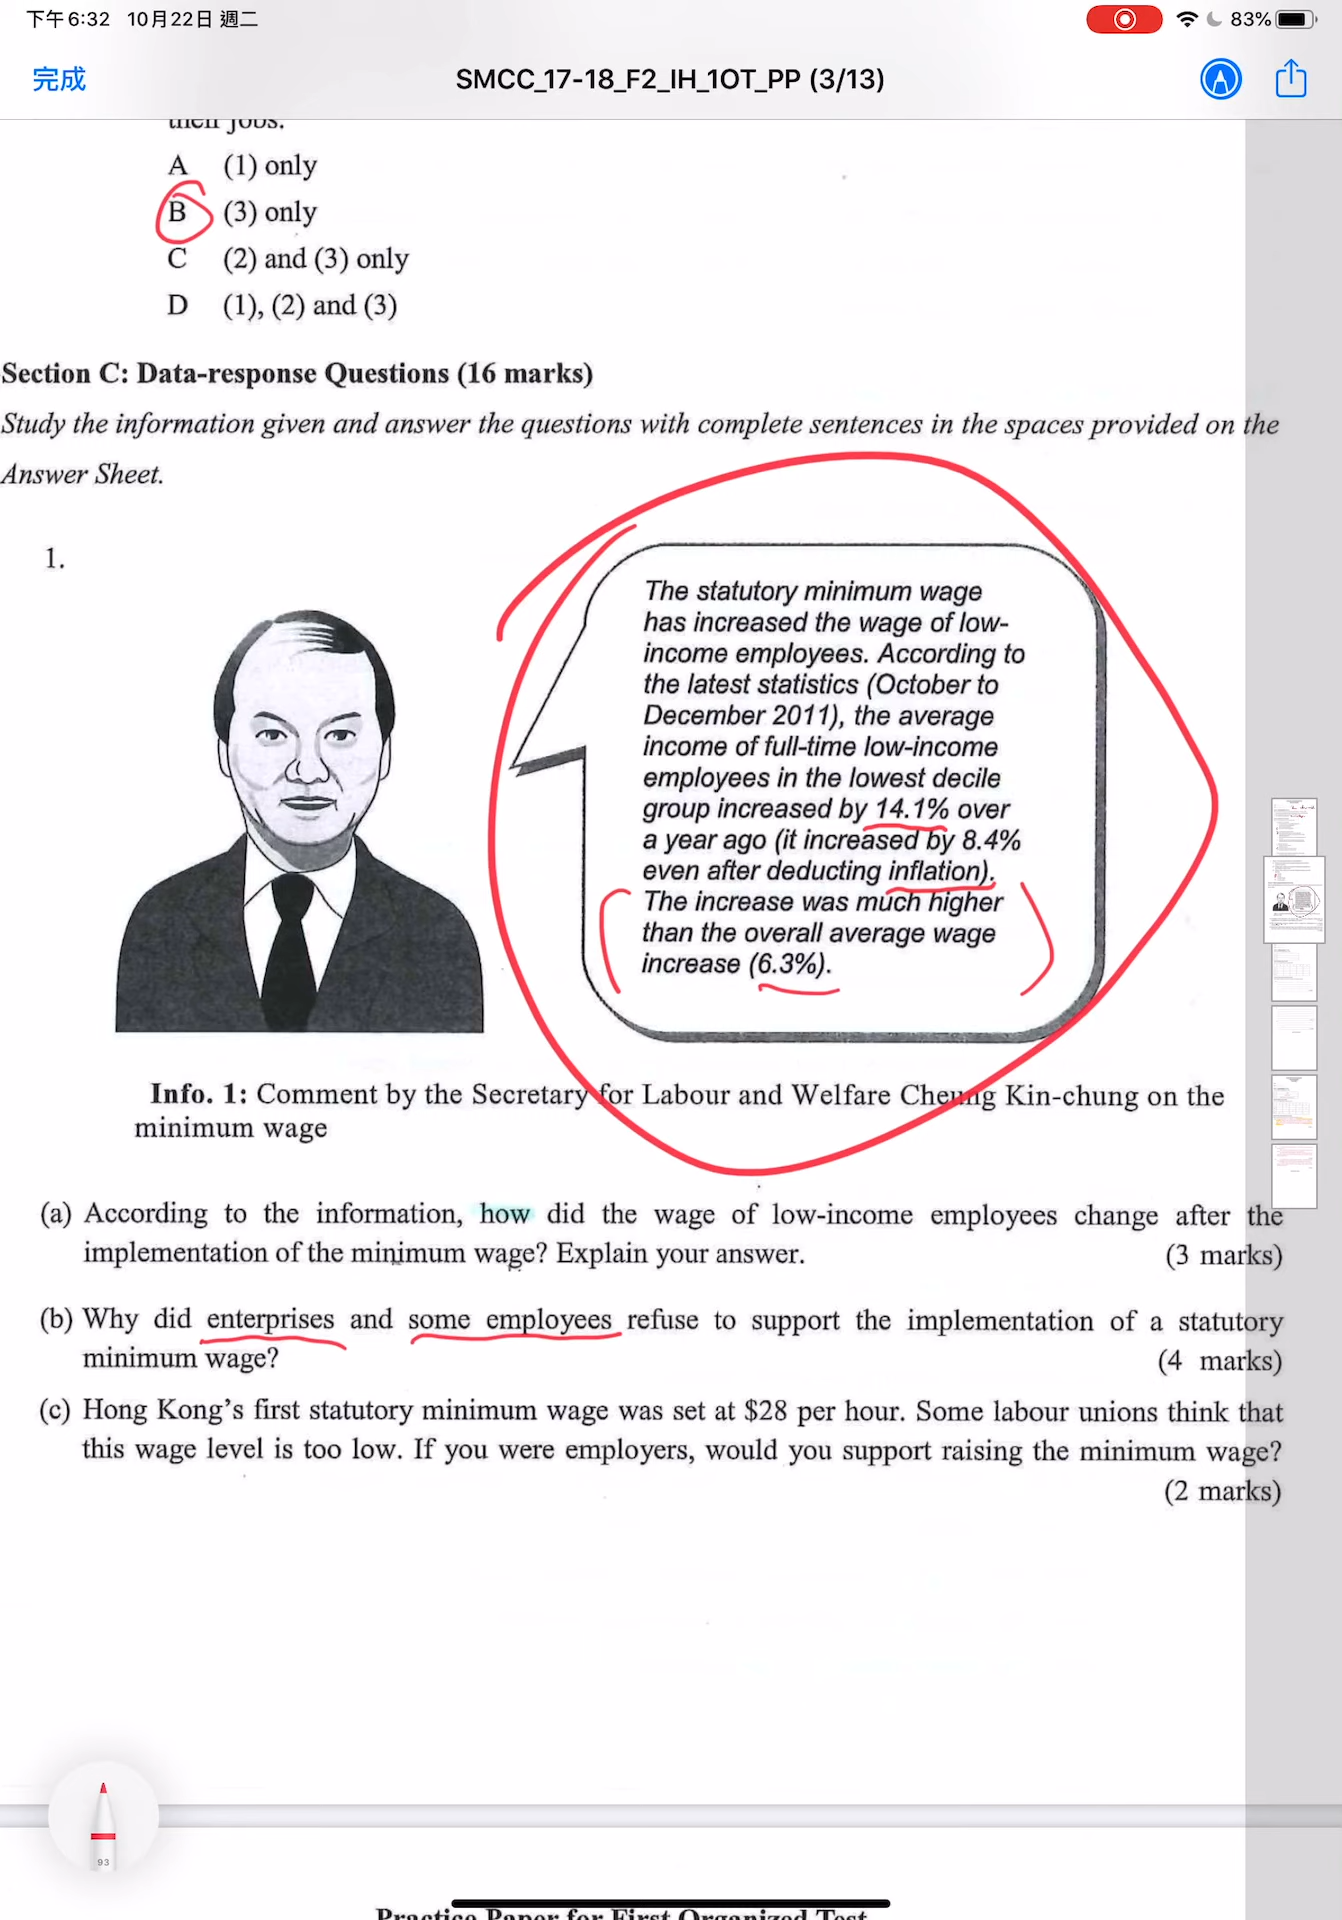 下午6:32 10月22日 週二
83%
完成
SMCC_17-18_F2_IH_1OT_PP (3/13)
their jobs.
A (1) only
B (3) only
C (2) and (3) only
D (1), (2) and (3)
Section C: Data-response Questions (16 marks)
Study the information given and answer the questions with complete sentences in the spaces provided on the
Answer Sheet.
1.
The statutory minimum wage
has increased the wage of low-
income employees. According to
the latest statistics (October to
December 2011), the average
income of full-time low-income
employees in the lowest decile
group increased by 14.1% over
a year ago (it increased by 8.4%
even after deducting inflation).
The increase was much higher
than the overall average wage
increase (6.3%).
Info. 1: Comment by the Secretary for Labour and Welfare Cheung Kin-chung on the
minimum wage
(a) According to the information, how did the wage of low-income employees change after the
implementation of the minimum wage? Explain your answer. (3 marks)
(b) Why did enterprises and some employees refuse to support the implementation of a statutory
minimum wage? (4 marks)
(c) Hong Kong's first statutory minimum wage was set at $28 per hour. Some labour unions think that
this wage level is too low. If you were employers, would you support raising the minimum wage?
(2 marks)
93
Practice Paper for First Organized Test